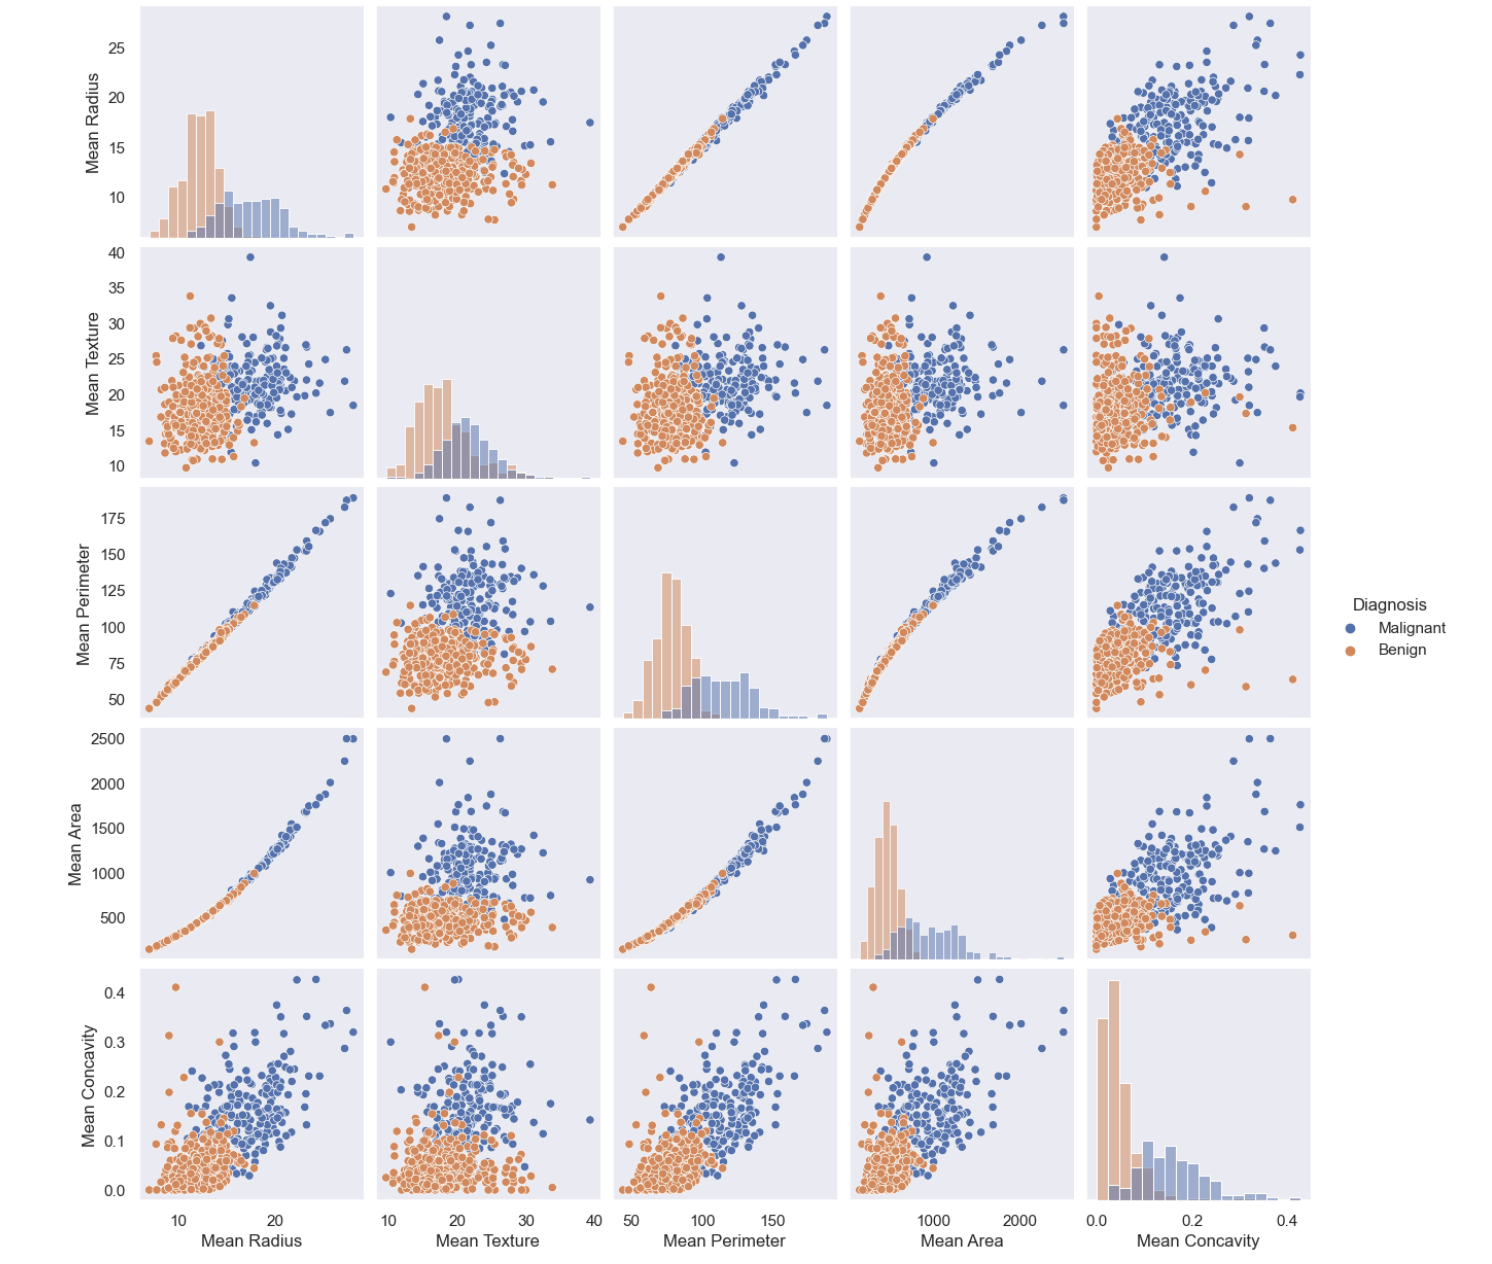 25
20
15
10
Mean Radius
40
35
30
25
20
15
10
Mean Texture
175
150
125
100
75
50
Mean Perimeter
Diagnosis
Malignant
Benign
2500
2000
1500
1000
500
Mean Area
0.4
0.3
0.2
0.1
0.0
Mean Concavity
10 20
10 20 30 40
50 100 150
1000 2000
0.0 0.2 0.4
Mean Radius
Mean Texture
Mean Perimeter
Mean Area
Mean Concavity